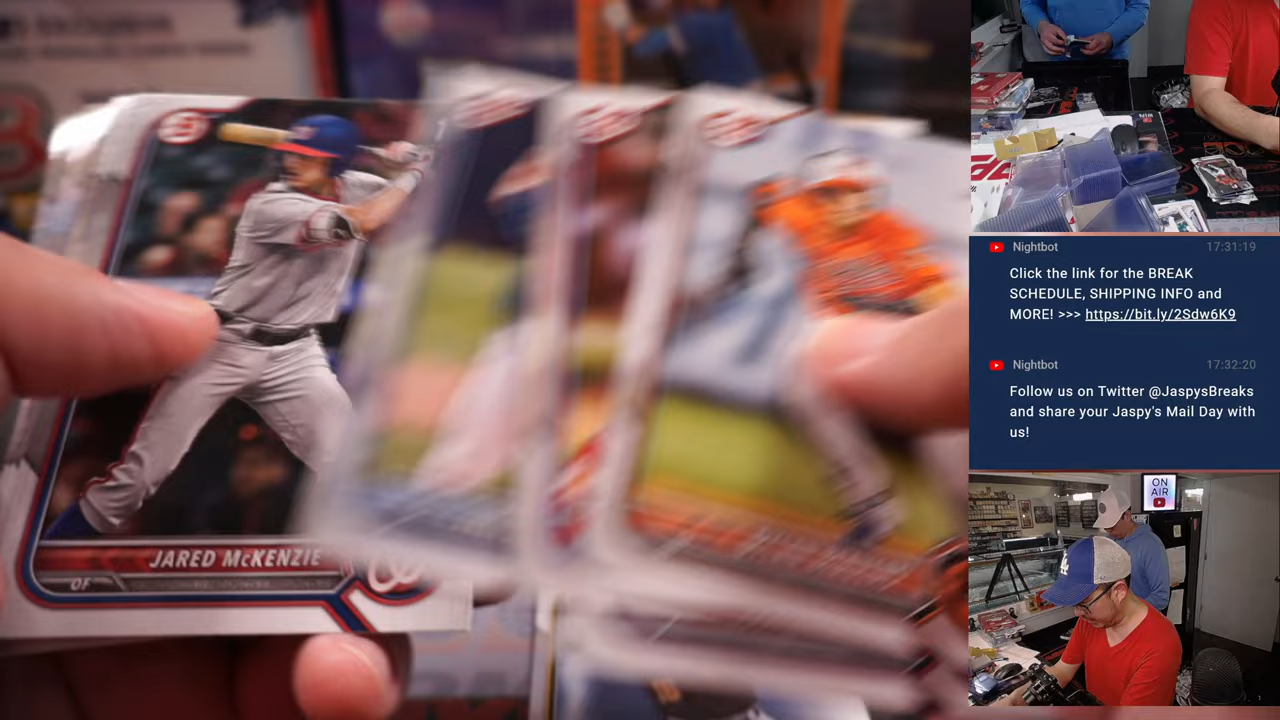 JARED McKENZIE
OF
Nightbot 17:31:19
Click the link for the BREAK
SCHEDULE, SHIPPING INFO and
MORE! >>> https://bit.ly/2Sdw6K9
Nightbot 17:32:20
Follow us on Twitter @JaspysBreaks
and share your Jaspy's Mail Day with
us!
ON
AIR
LA